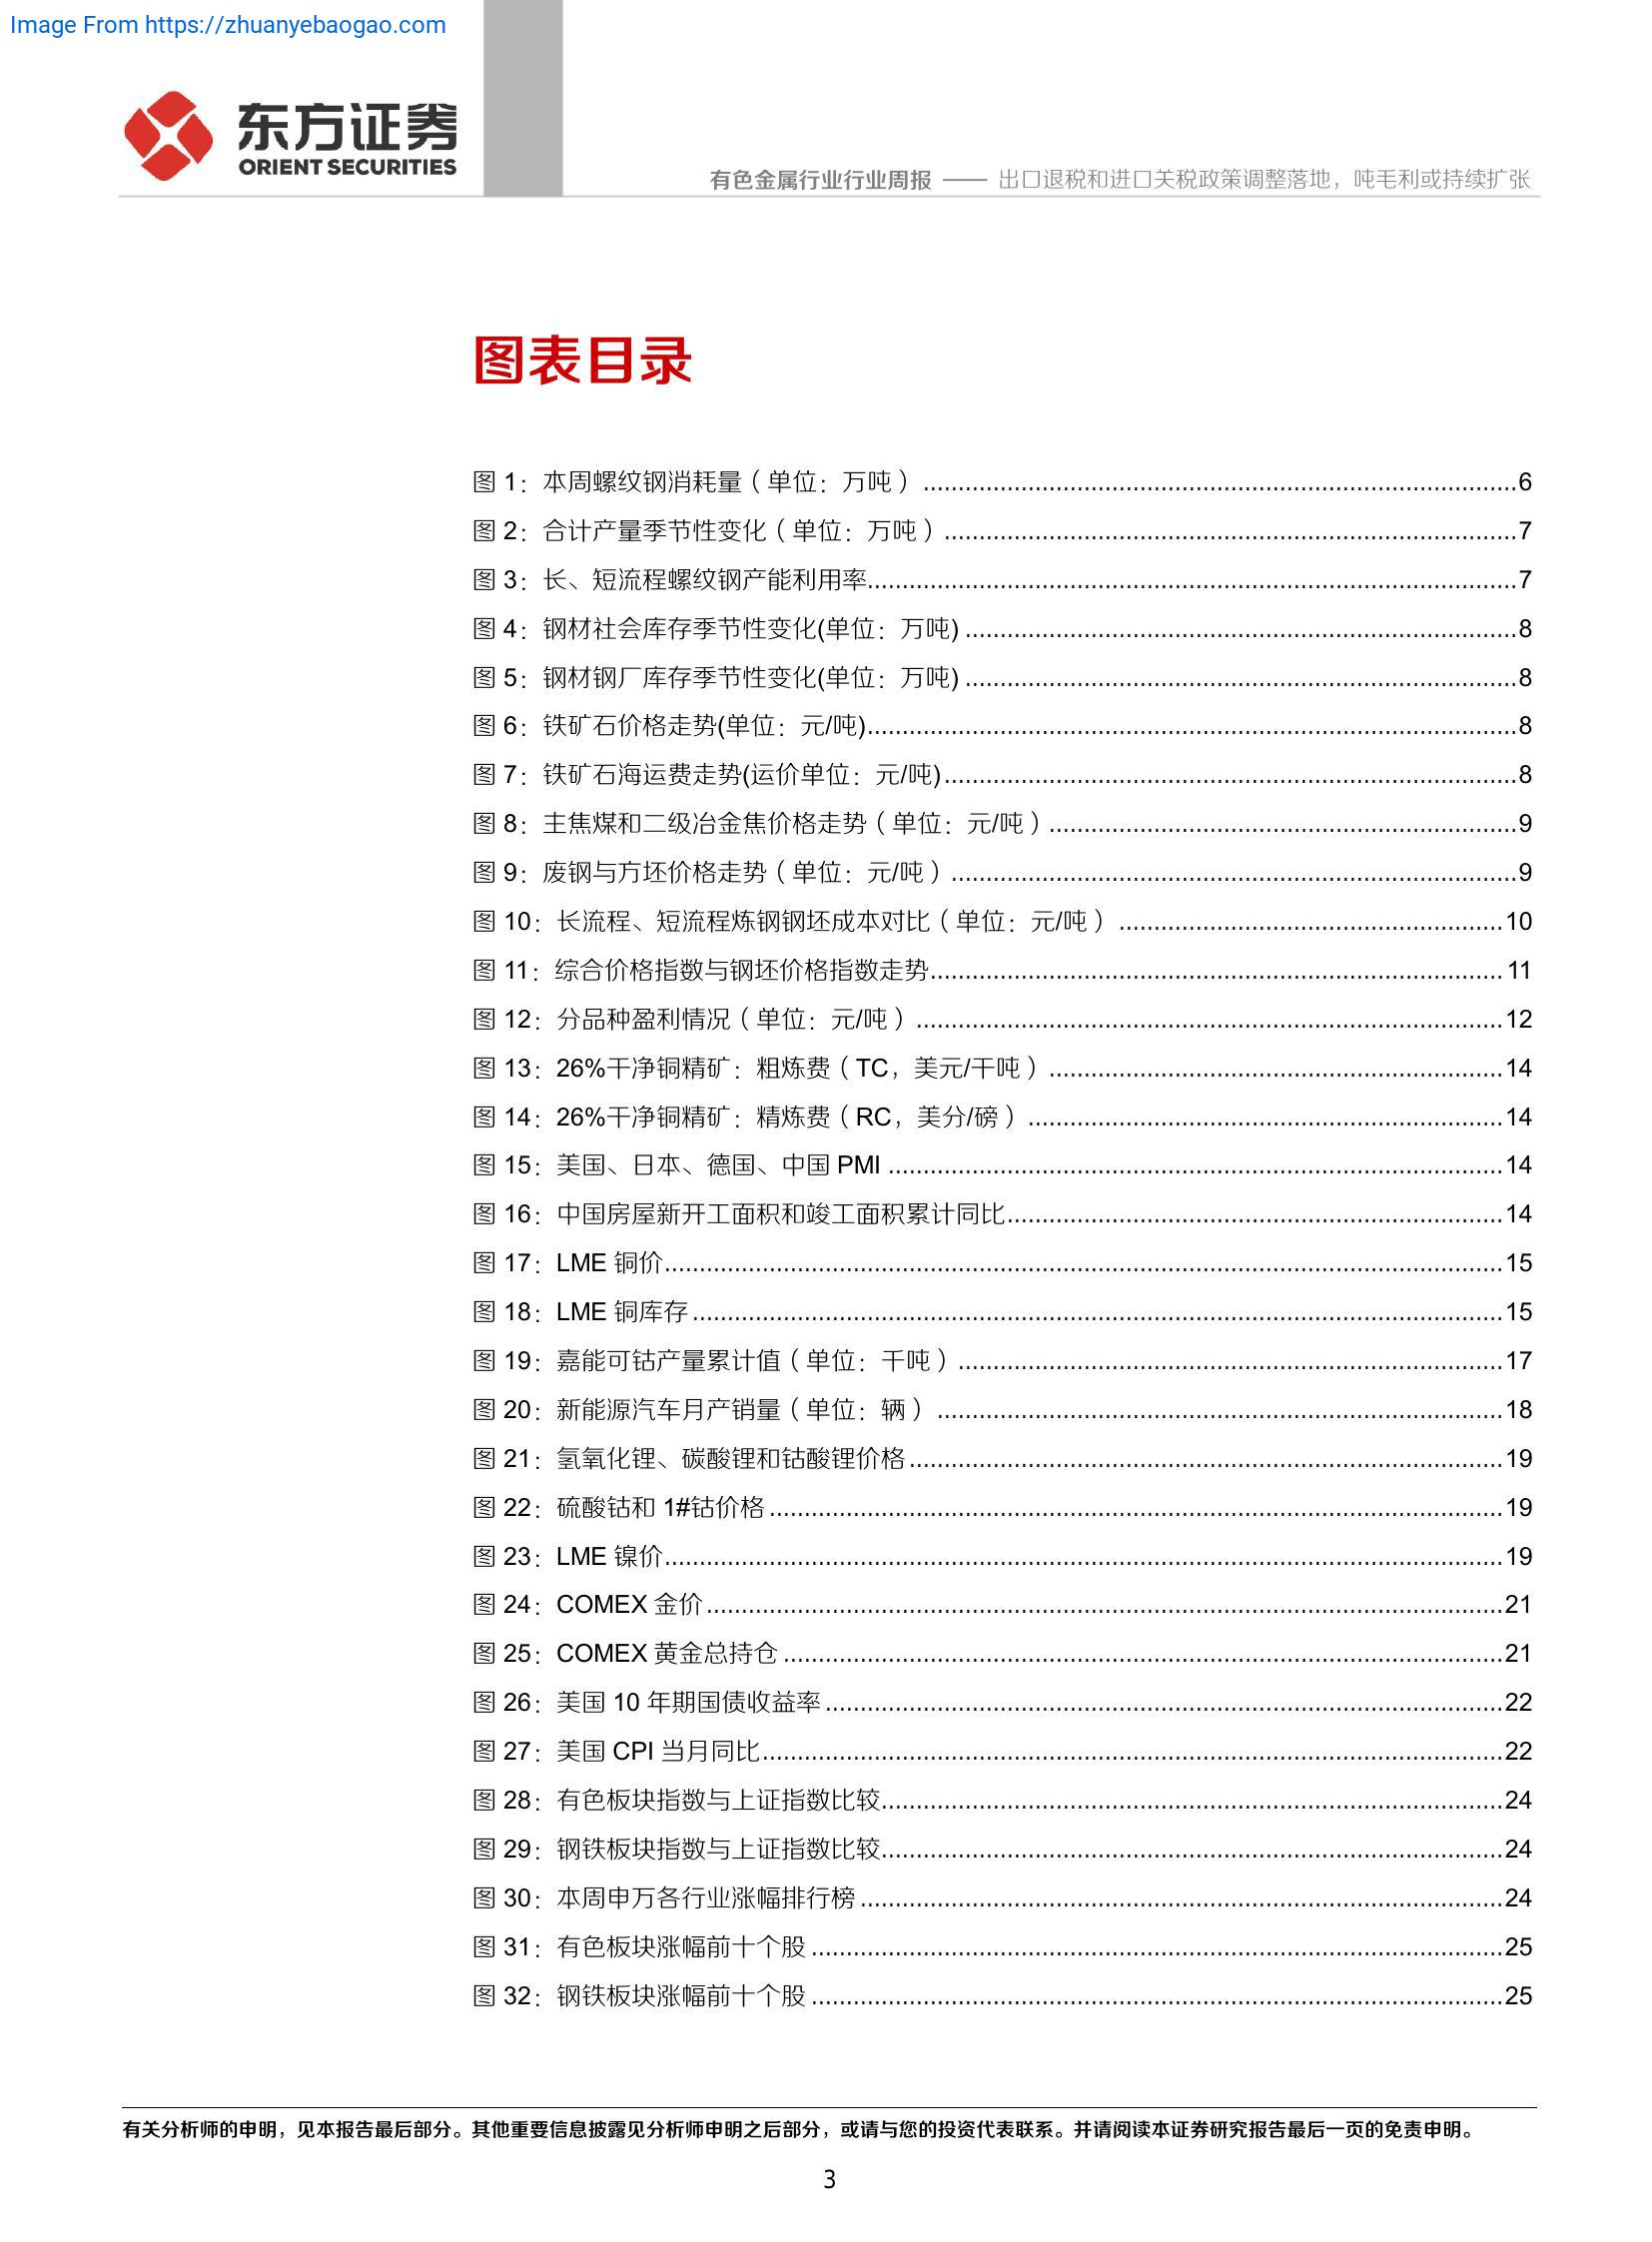 Image From https://zhuanyebaogao.com
东方证券
ORIENT SECURITIES
有色金属行业行业周报 —— 出口退税和进口关税政策调整落地，吨毛利或持续扩张
图表目录
图 1：本周螺纹钢消耗量（单位：万吨）........................................6
图 2：合计产量季节性变化（单位：万吨）........................................7
图 3：长、短流程螺纹钢产能利用率........................................7
图 4：钢材社会库存季节性变化(单位：万吨)........................................8
图 5：钢材钢厂库存季节性变化(单位：万吨)........................................8
图 6：铁矿石价格走势(单位：元/吨)........................................8
图 7：铁矿石海运费走势(运价单位：元/吨)........................................8
图 8：主焦煤和二级冶金焦价格走势（单位：元/吨）........................................9
图 9：废钢与方坯价格走势（单位：元/吨）........................................9
图 10：长流程、短流程炼钢钢坯成本对比（单位：元/吨）........................................10
图 11：综合价格指数与钢坯价格指数走势........................................11
图 12：分品种盈利情况（单位：元/吨）........................................12
图 13：26%干净铜精矿：粗炼费（TC，美元/干吨）........................................14
图 14：26%干净铜精矿：精炼费（RC，美分/磅）........................................14
图 15：美国、日本、德国、中国 PMI........................................14
图 16：中国房屋新开工面积和竣工面积累计同比........................................14
图 17：LME 铜价........................................15
图 18：LME 铜库存........................................15
图 19：嘉能可钴产量累计值（单位：千吨）........................................17
图 20：新能源汽车月产销量（单位：辆）........................................18
图 21：氢氧化锂、碳酸锂和钴酸锂价格........................................19
图 22：硫酸钴和 1#钴价格........................................19
图 23：LME 镍价........................................19
图 24：COMEX 金价........................................21
图 25：COMEX 黄金总持仓........................................21
图 26：美国 10 年期国债收益率........................................22
图 27：美国 CPI 当月同比........................................22
图 28：有色板块指数与上证指数比较........................................24
图 29：钢铁板块指数与上证指数比较........................................24
图 30：本周申万各行业涨幅排行榜........................................24
图 31：有色板块涨幅前十个股........................................25
图 32：钢铁板块涨幅前十个股........................................25
有关分析师的申明，见本报告最后部分。其他重要信息披露见分析师申明之后部分，或请与您的投资代表联系。并请阅读本证券研究报告最后一页的免责申明。
3